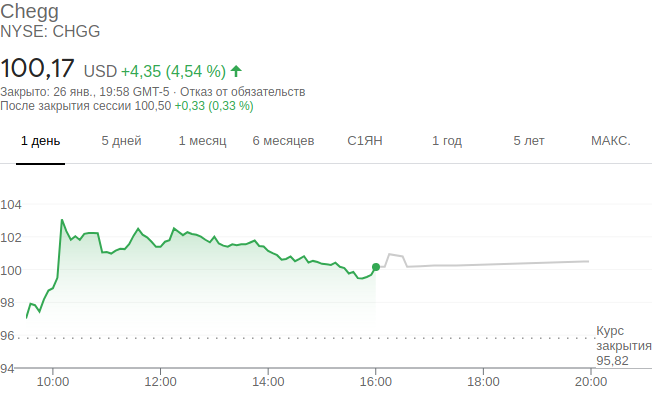 Chegg
NYSE: CHGG
100,17 USD +4,35 (4,54 %)
Закрыто: 26 янв., 19:58 GMT-5 · Отказ от обязательств
После закрытия сессии 100,50 +0,33 (0,33 %)
1 день 5 дней 1 месяц 6 месяцев С1ЯН 1 год 5 лет МАКС.
104
102
100
98
96
Курс
закрытия
95,82
94
10:00 12:00 14:00 16:00 18:00 20:00